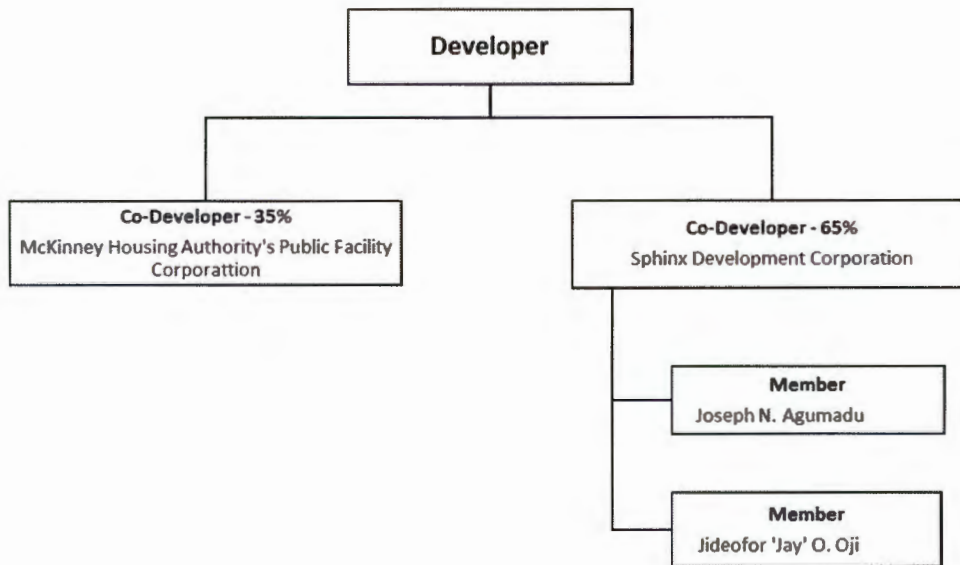 Developer
Co-Developer - 35%
McKinney Housing Authority's Public Facility
Corporattion
Co-Developer - 65%
Sphinx Development Corporation
Member
Joseph N. Agumadu
Member
Jideofor 'Jay' O. Oji